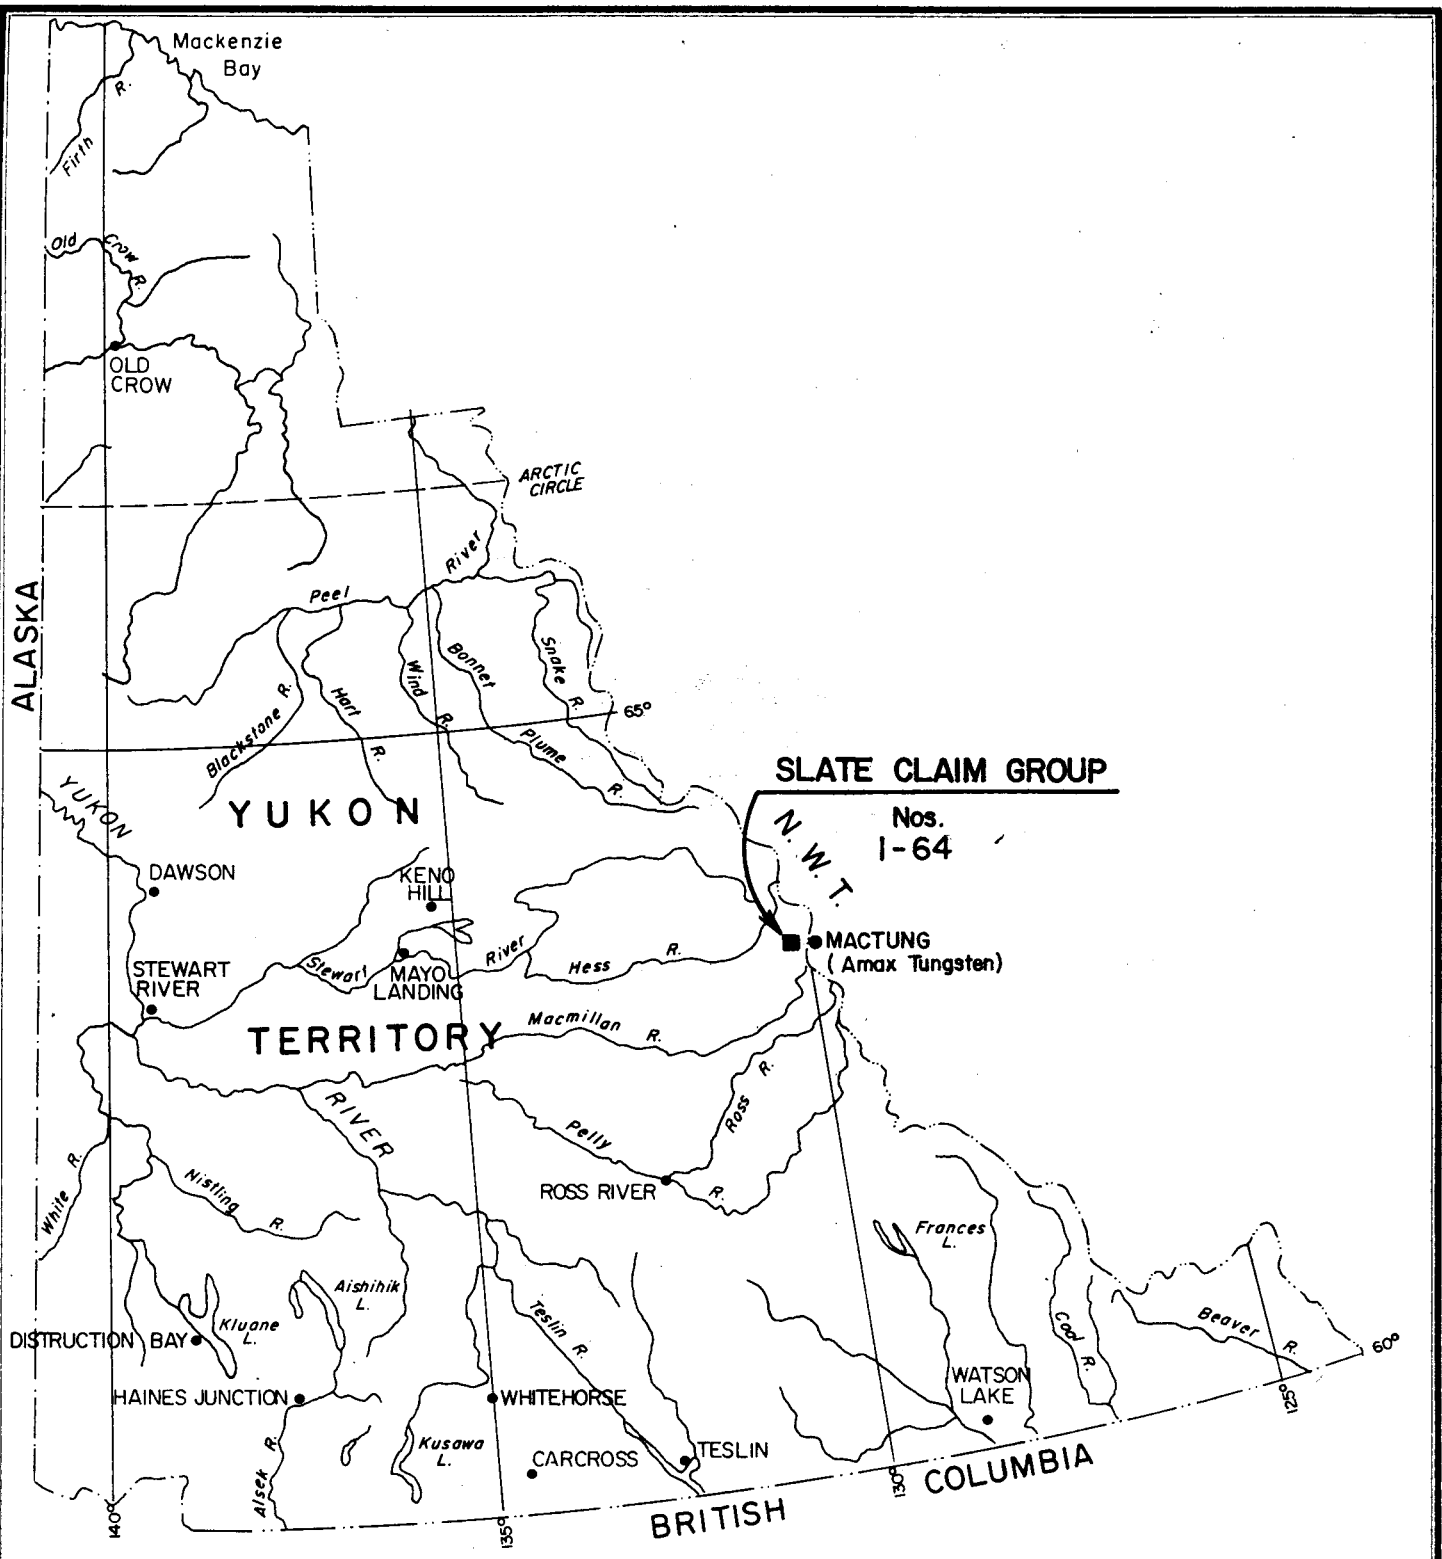 Mackenzie
Bay
Firth R.
Old Crow R.
OLD
CROW
ARCTIC
CIRCLE
ALASKA
Peel River
Blackstone R.
Hart R.
Wind R.
Bonnet Plume R.
Snake R.
65°
SLATE CLAIM GROUP
Nos.
1-64
N. W. T.
YUKON
YUKON
DAWSON
KENO
HILL
STEWART
RIVER
Stewart River
MAYO
LANDING
Hess R.
MACTUNG
( Amax Tungsten)
TERRITORY
Macmillan R.
RIVER
Pelly R.
Ross R.
ROSS RIVER
White R.
Nistling R.
Aishihik
L.
Kluane
L.
DISTRUCTION BAY
HAINES JUNCTION
Alsek R.
Kusawa
L.
WHITEHORSE
CARCROSS
Teslin R.
TESLIN
Frances
L.
WATSON
LAKE
Coal R.
Beaver R.
60°
125°
130°
135°
140°
BRITISH COLUMBIA